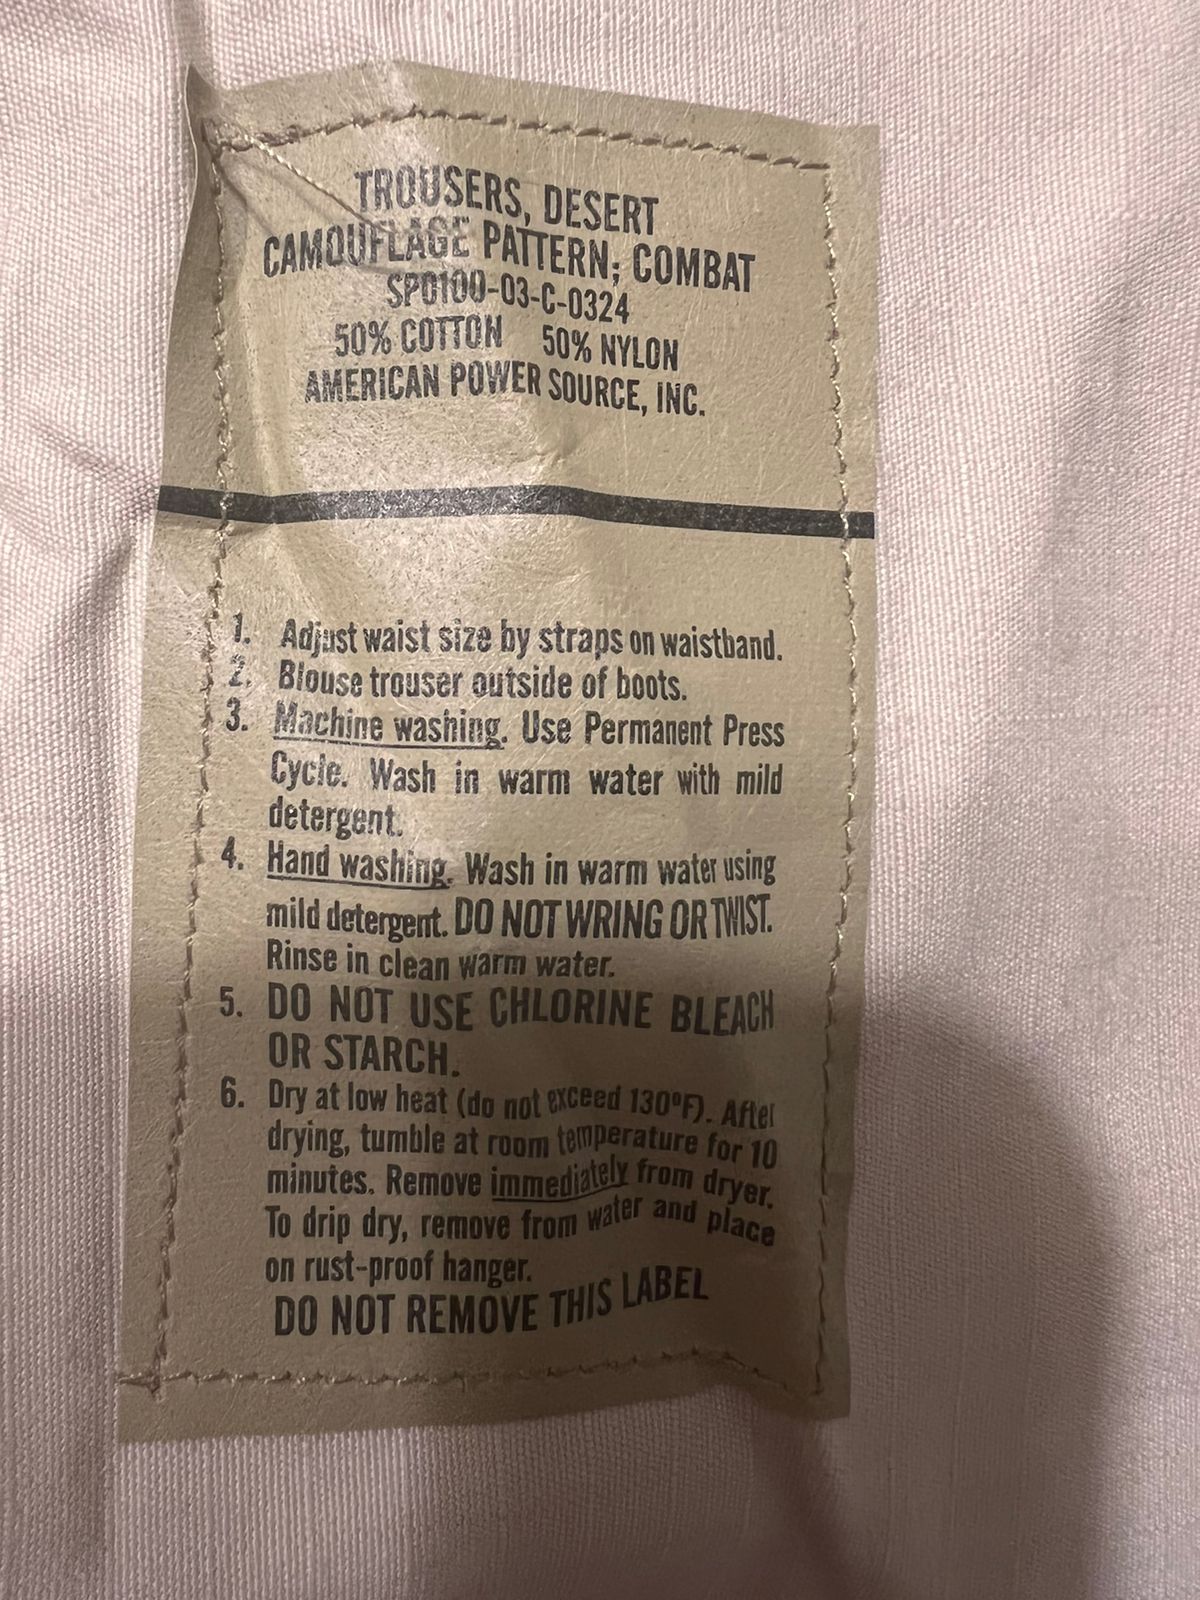 TROUSERS, DESERT
CAMOUFLAGE PATTERN; COMBAT
SP0100-03-C-0324
50% COTTON 50% NYLON
AMERICAN POWER SOURCE, INC.
1. Adjust waist size by straps on waistband.
2. Blouse trouser outside of boots.
3. Machine washing. Use Permanent Press
Cycle. Wash in warm water with mild
detergent.
4. Hand washing. Wash in warm water using
mild detergent. DO NOT WRING OR TWIST.
Rinse in clean warm water.
5. DO NOT USE CHLORINE BLEACH
OR STARCH.
6. Dry at low heat (do not exceed 130°F). After
drying, tumble at room temperature for 10
minutes. Remove immediately from dryer.
To drip dry, remove from water and place
on rust-proof hanger.
DO NOT REMOVE THIS LABEL